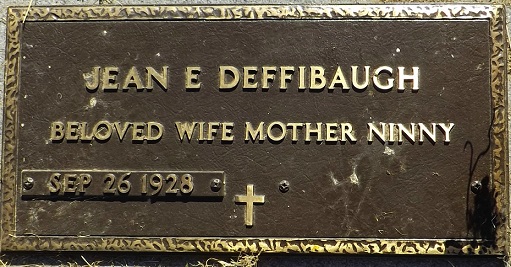 JEAN E DEFFIBAUGH
BELOVED WIFE MOTHER NINNY
SEP 26 1928